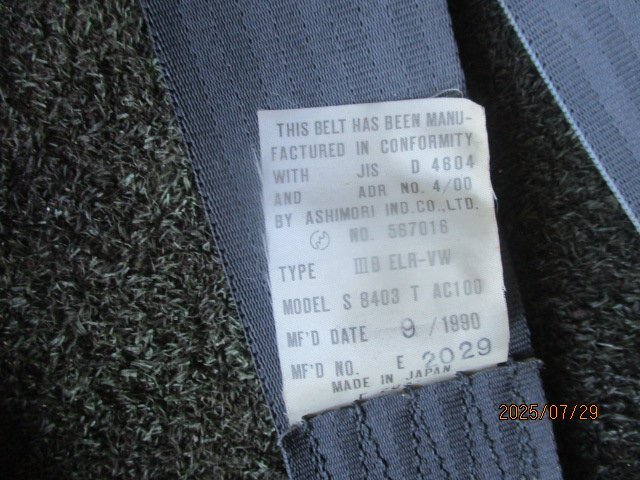 THIS BELT HAS BEEN MANU-
FACTURED IN CONFORMITY
WITH JIS D 4604
AND ADR NO. 4/00
BY ASHIMORI IND.CO.,LTD.
NO. 567016
TYPE IIIB ELR-VW
MODEL S 8403 T AC100
MF'D DATE 9/1990
MF'D NO. E 2029
MADE IN JAPAN
2025/07/29